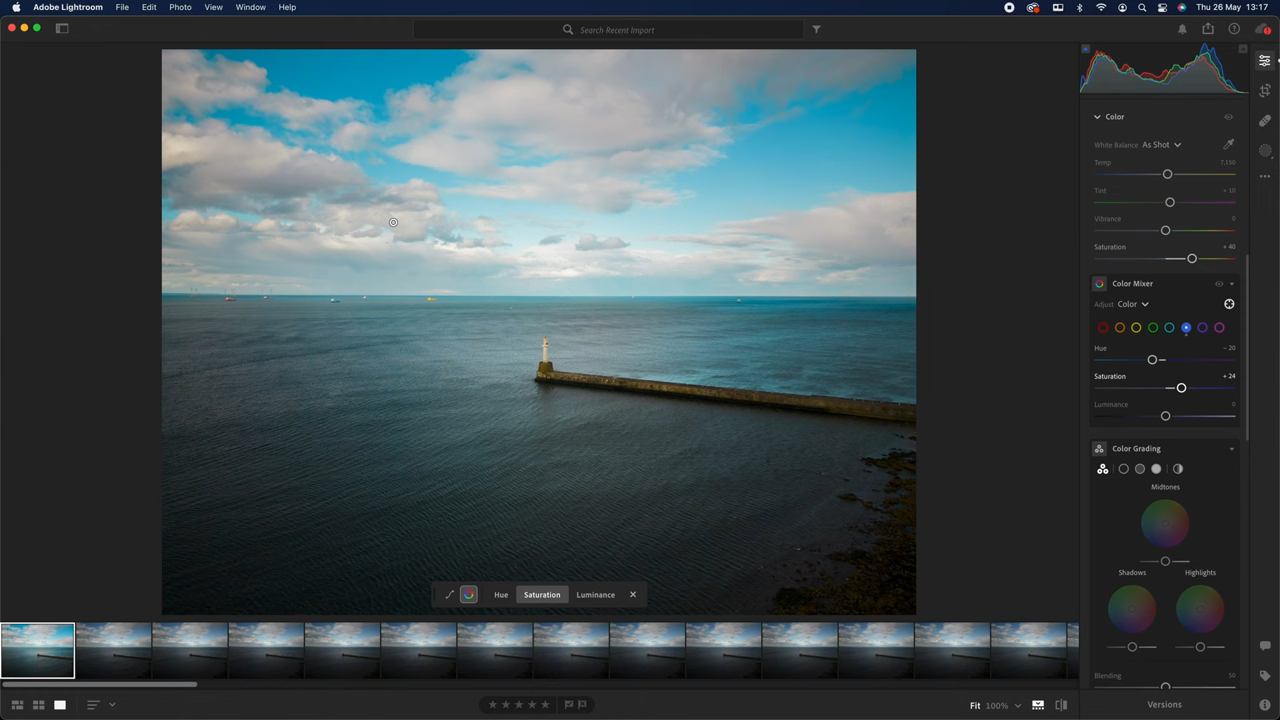 Adobe Lightroom File Edit Photo View Window Help Thu 26 May 13:17
Search Recent Import
Color
White Balance As Shot
Temp 7,150
Tint + 10
Vibrance 0
Saturation + 40
Color Mixer
Adjust Color
Hue – 20
Saturation + 24
Luminance 0
Color Grading
Midtones
Shadows Highlights
Hue Saturation Luminance
Blending 50
Fit 100%
Versions